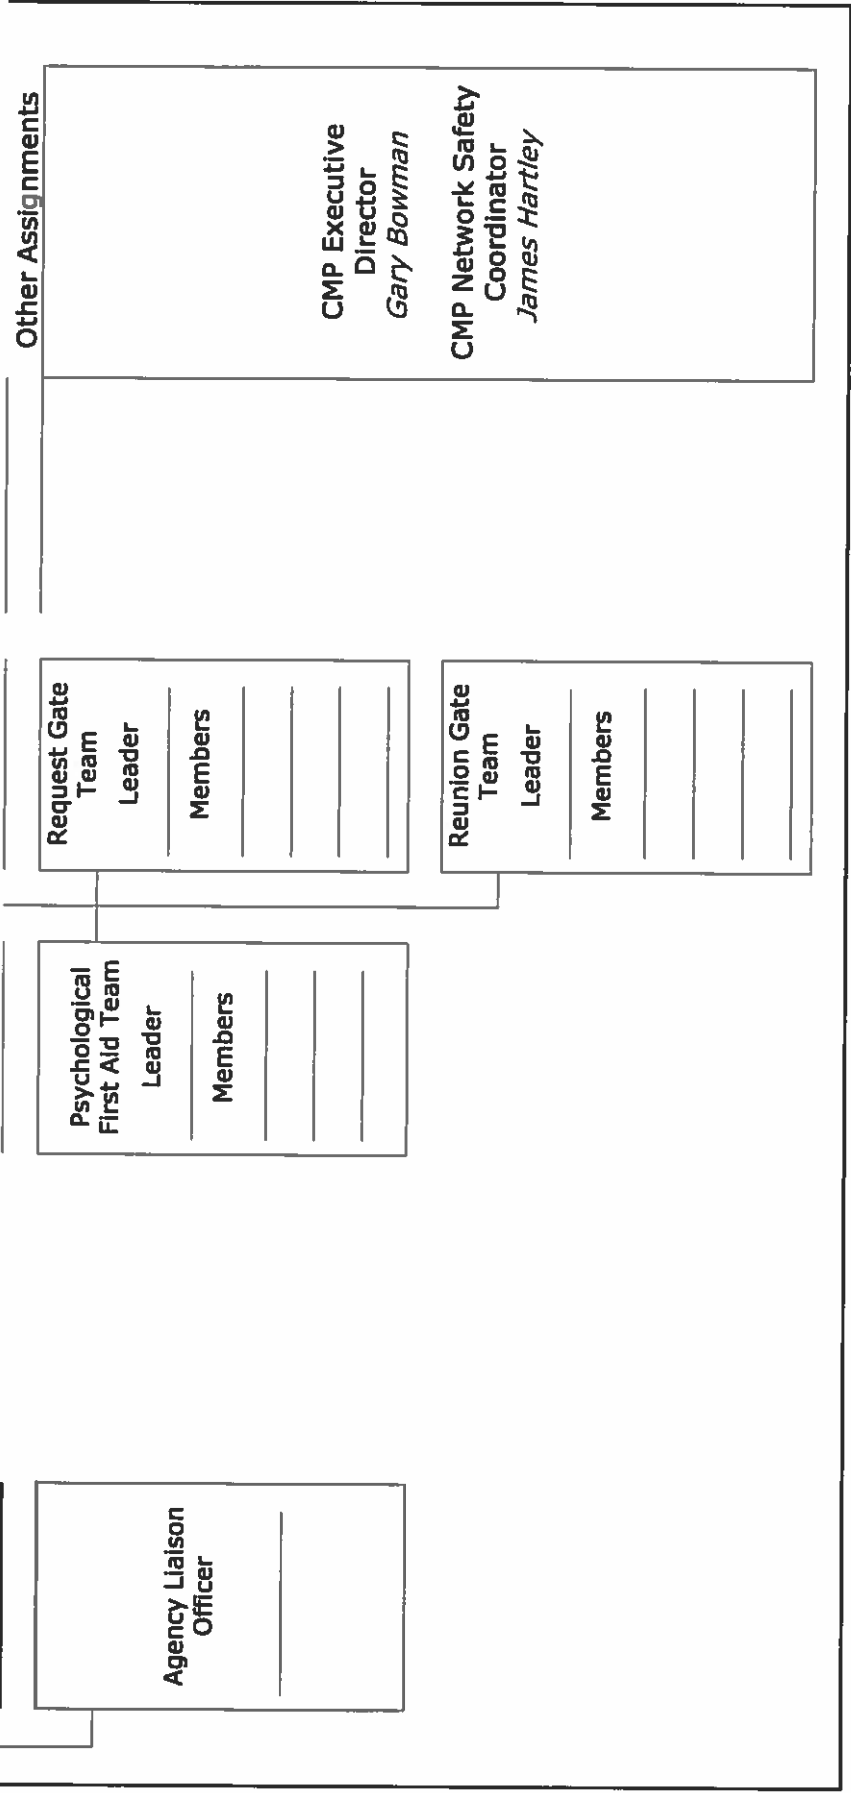 Agency Liaison
Officer
Psychological
First Aid Team
Leader
Members
Request Gate
Team
Leader
Members
Reunion Gate
Team
Leader
Members
Other Assignments
CMP Executive
Director
Gary Bowman
CMP Network Safety
Coordinator
James Hartley